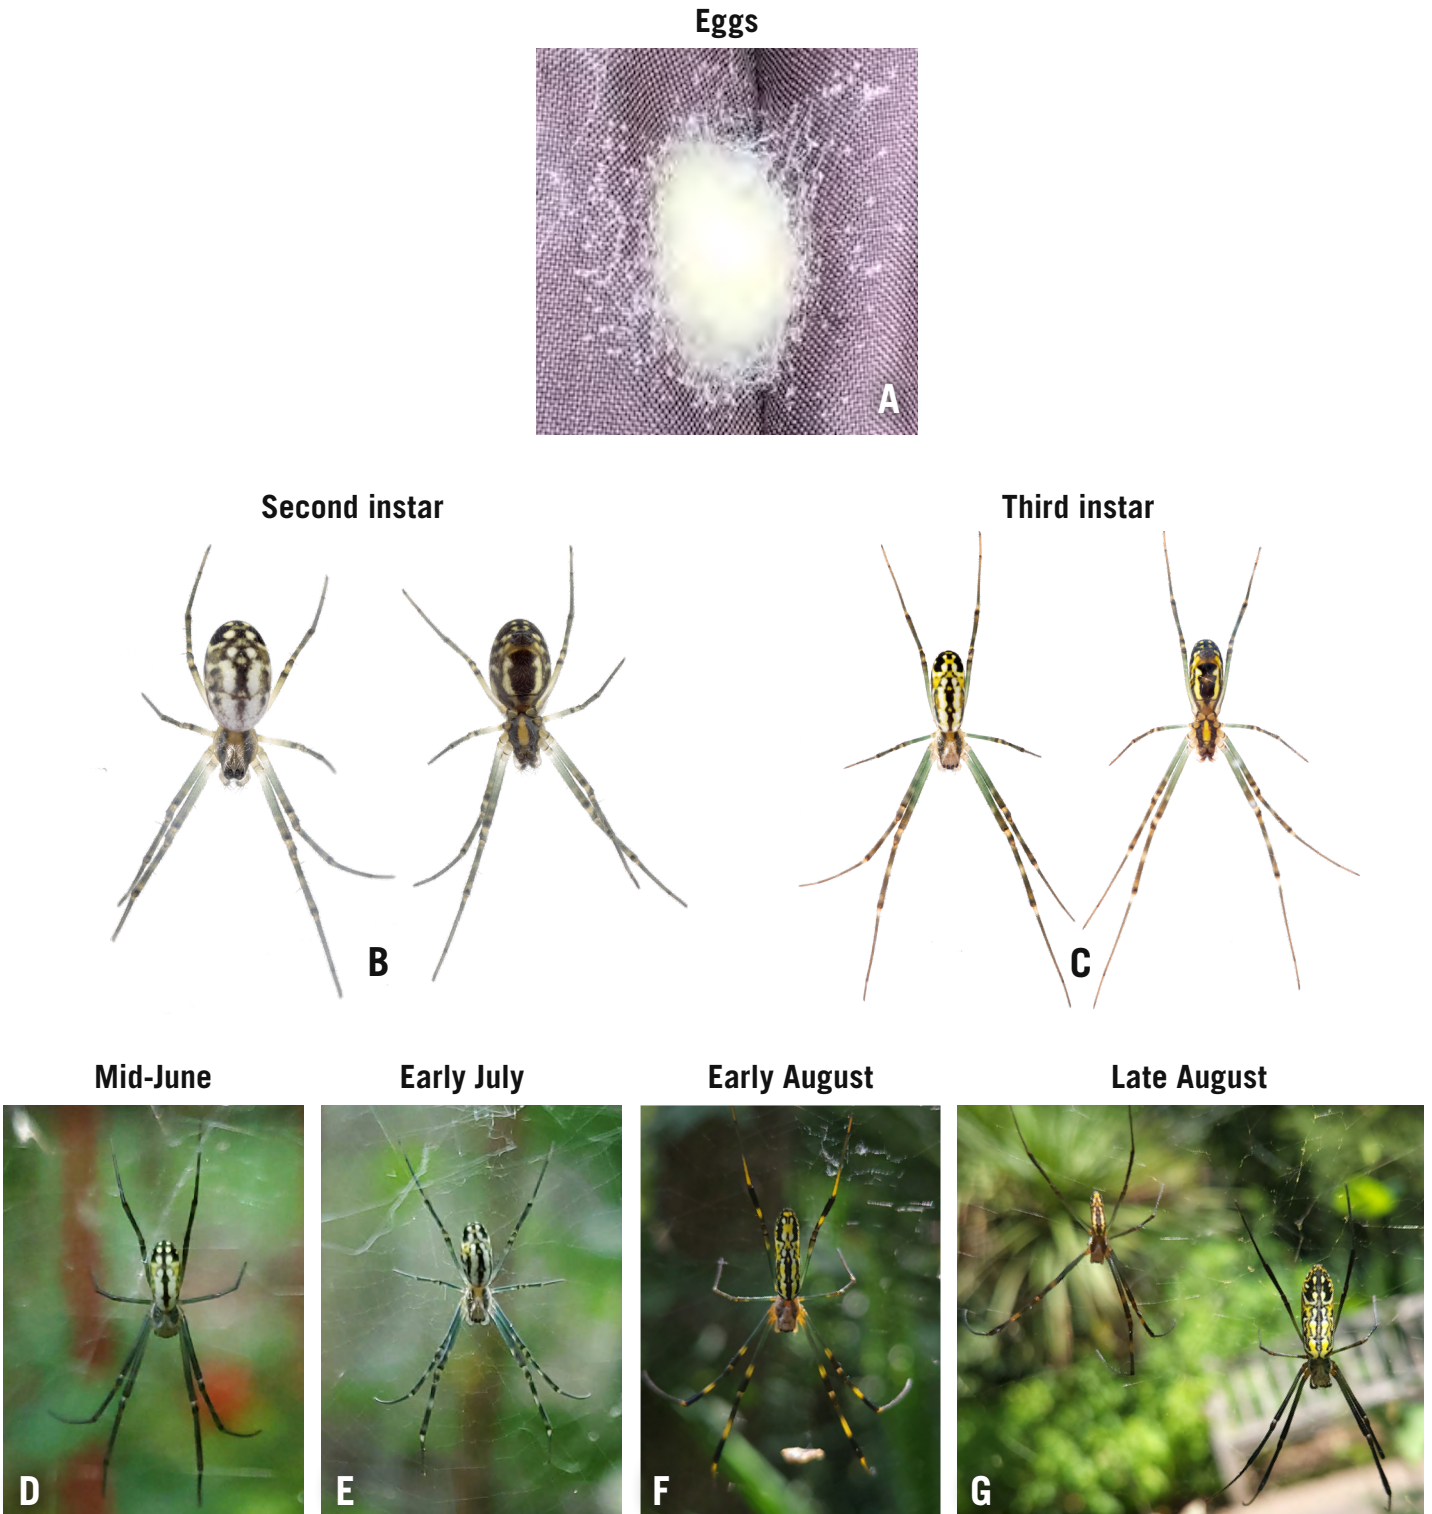 Eggs
A
Second instar
Third instar
B
C
Mid-June
Early July
Early August
Late August
D
E
F
G